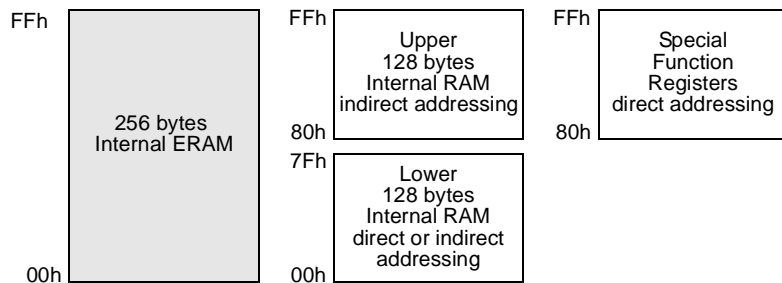 FFh
256 bytes
Internal ERAM
00h
FFh
Upper
128 bytes
Internal RAM
indirect addressing
80h
7Fh
Lower
128 bytes
Internal RAM
direct or indirect
addressing
00h
FFh
Special
Function
Registers
direct addressing
80h